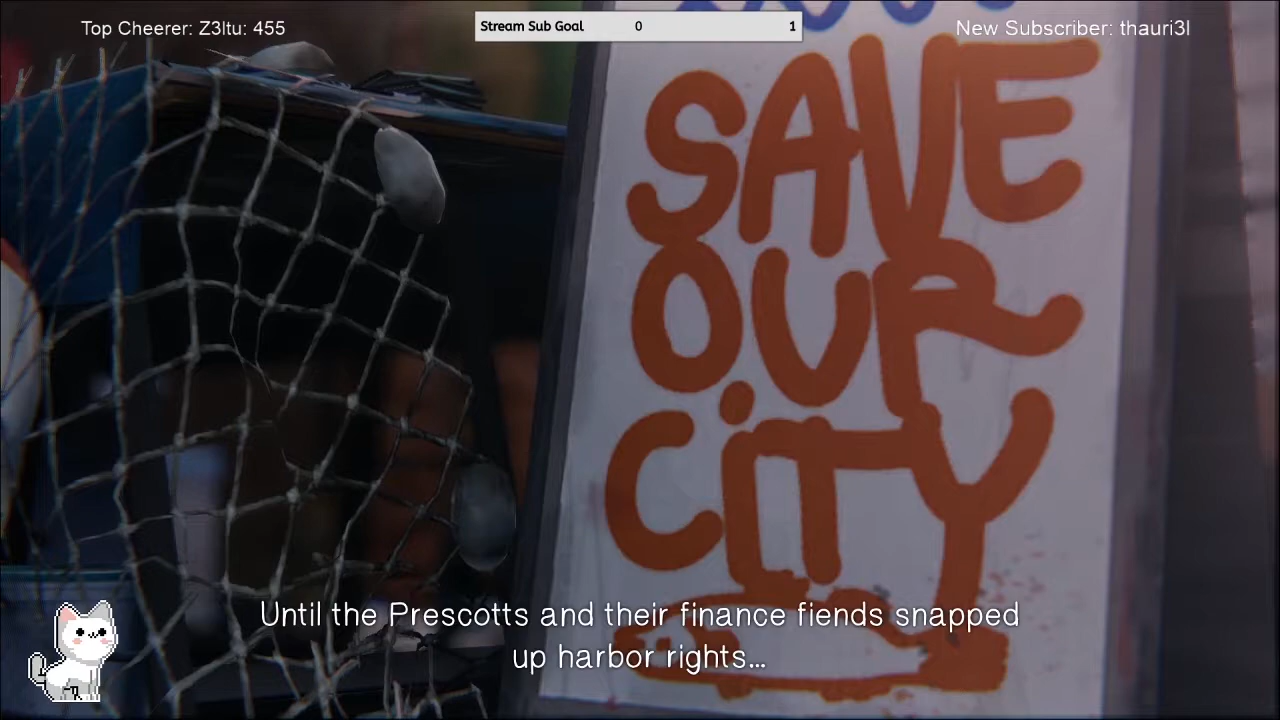 Top Cheerer: Z3ltu: 455
Stream Sub Goal 0 1
New Subscriber: thauri3l
SAVE
OUR
CITY
Until the Prescotts and their finance fiends snapped
up harbor rights...